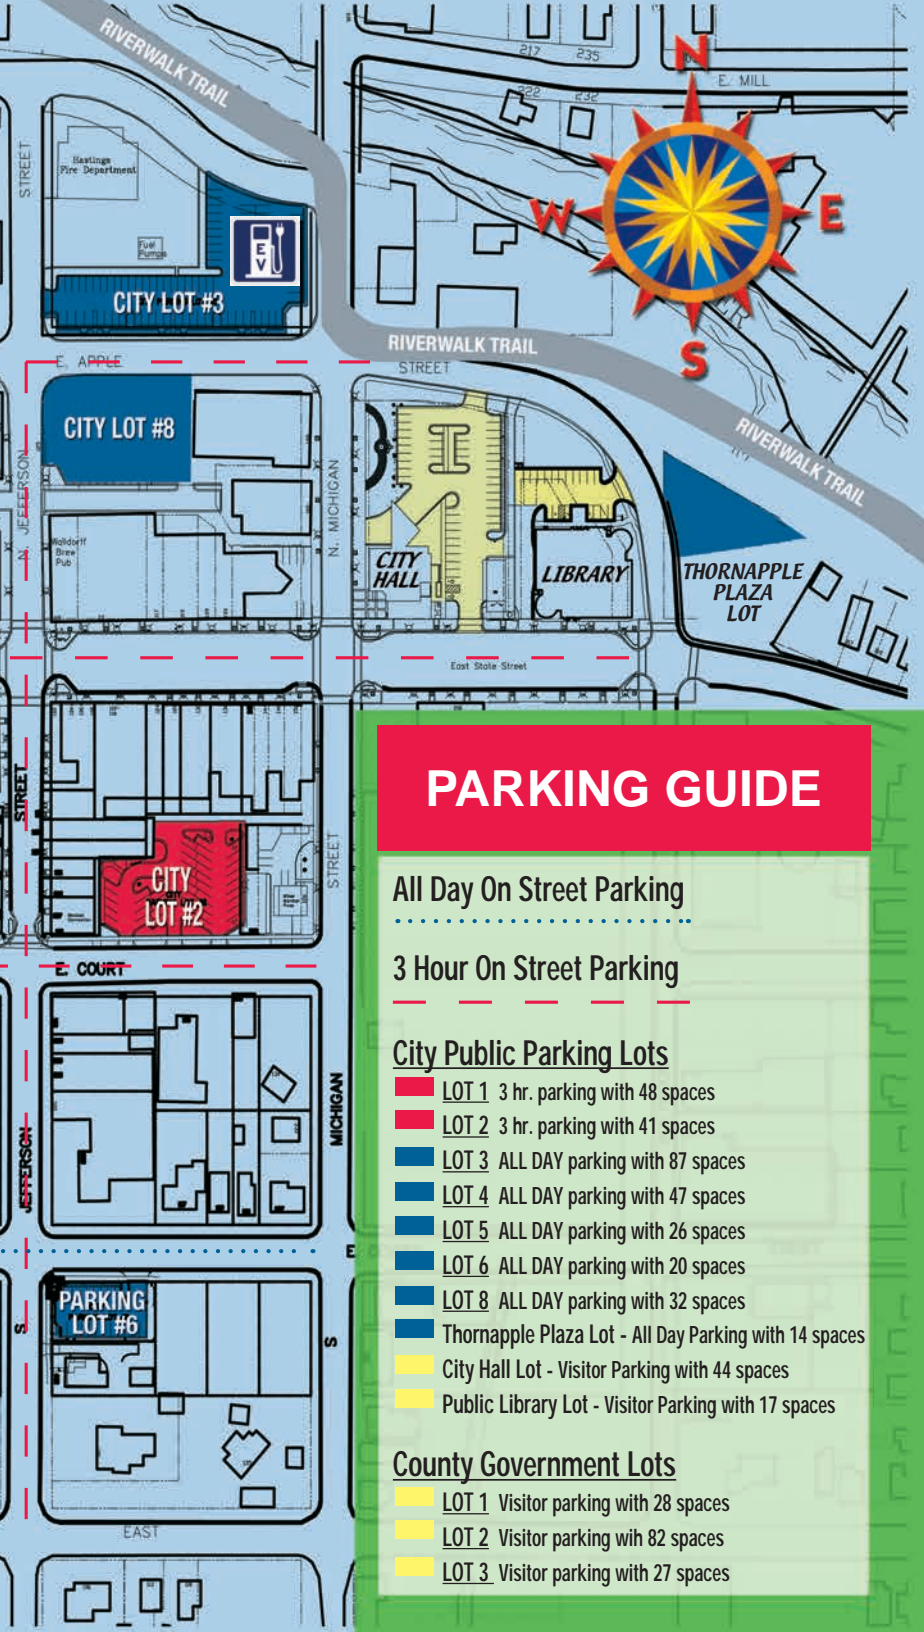 RIVERWALK TRAIL
217
235
N
E. MILL
222
232
STREET
Hastings
Fire Department
W
E
Fuel
Pumps
EV
CITY LOT #3
S
RIVERWALK TRAIL
E. APPLE
STREET
CITY LOT #8
RIVERWALK TRAIL
N. JEFFERSON
N. MICHIGAN
Walldorff
Brew
Pub
CITY
HALL
LIBRARY
THORNAPPLE
PLAZA
LOT
East State Street
STREET
PARKING GUIDE
STREET
CITY
LOT #2
All Day On Street Parking
3 Hour On Street Parking
E. COURT
City Public Parking Lots
LOT 1 3 hr. parking with 48 spaces
LOT 2 3 hr. parking with 41 spaces
LOT 3 ALL DAY parking with 87 spaces
LOT 4 ALL DAY parking with 47 spaces
LOT 5 ALL DAY parking with 26 spaces
LOT 6 ALL DAY parking with 20 spaces
LOT 8 ALL DAY parking with 32 spaces
Thornapple Plaza Lot - All Day Parking with 14 spaces
City Hall Lot - Visitor Parking with 44 spaces
Public Library Lot - Visitor Parking with 17 spaces
MICHIGAN
JEFFERSON
E
PARKING
LOT #6
S
S
County Government Lots
LOT 1 Visitor parking with 28 spaces
LOT 2 Visitor parking wih 82 spaces
LOT 3 Visitor parking with 27 spaces
EAST